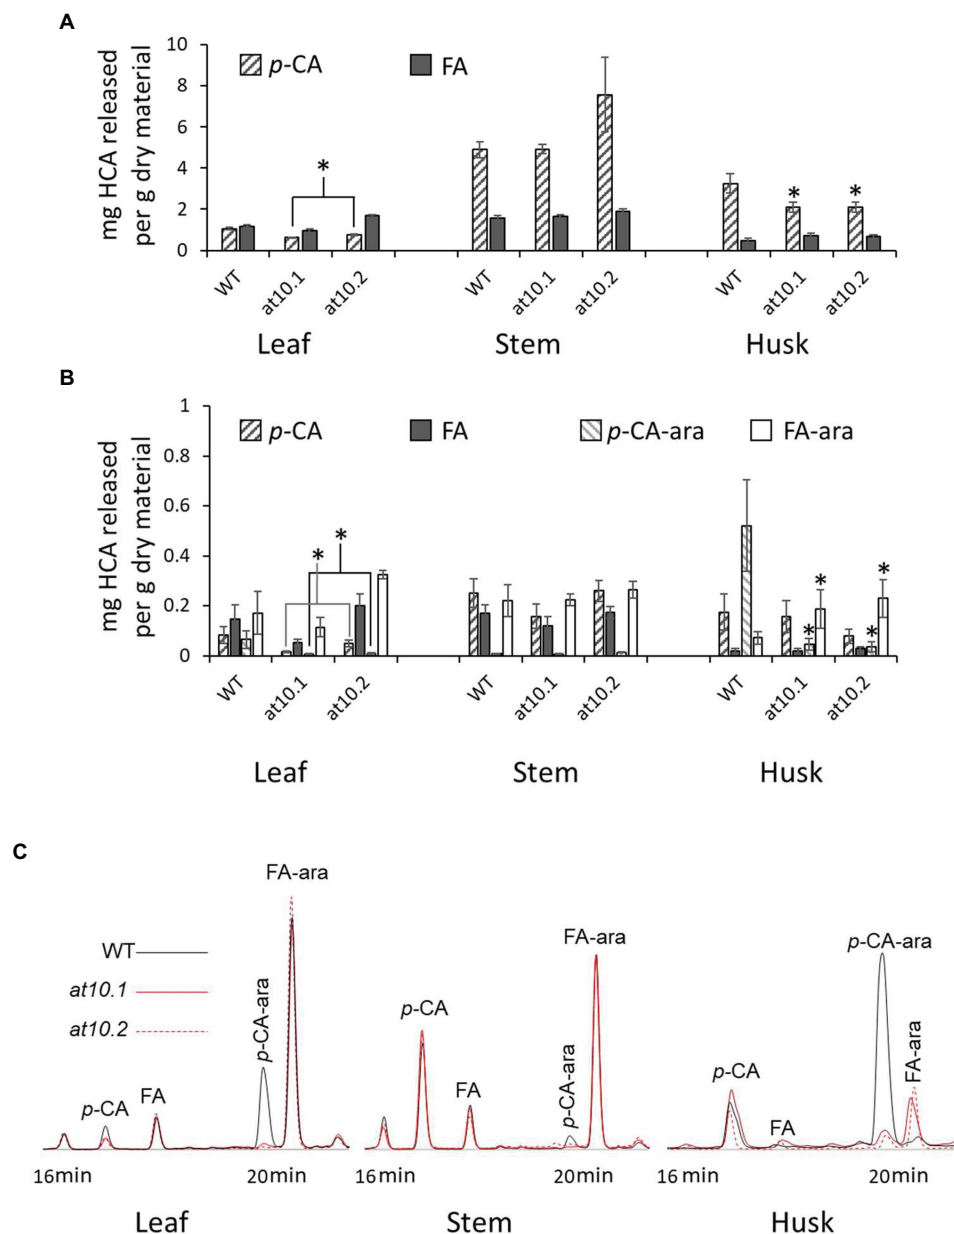 A
mg HCA released
per g dry material
10
8
6
4
2
0
p-CA
FA
*
*
*
WT
at10.1
at10.2
WT
at10.1
at10.2
WT
at10.1
at10.2
Leaf
Stem
Husk
B
mg HCA released
per g dry material
1
0.8
0.6
0.4
0.2
0
p-CA
FA
p-CA-ara
FA-ara
*
*
*
*
*
*
WT
at10.1
at10.2
WT
at10.1
at10.2
WT
at10.1
at10.2
Leaf
Stem
Husk
C
WT
at10.1
at10.2
p-CA
FA
p-CA-ara
FA-ara
16min
20min
Leaf
p-CA
FA
p-CA-ara
FA-ara
16min
20min
Stem
p-CA
FA
p-CA-ara
FA-ara
16min
20min
Husk